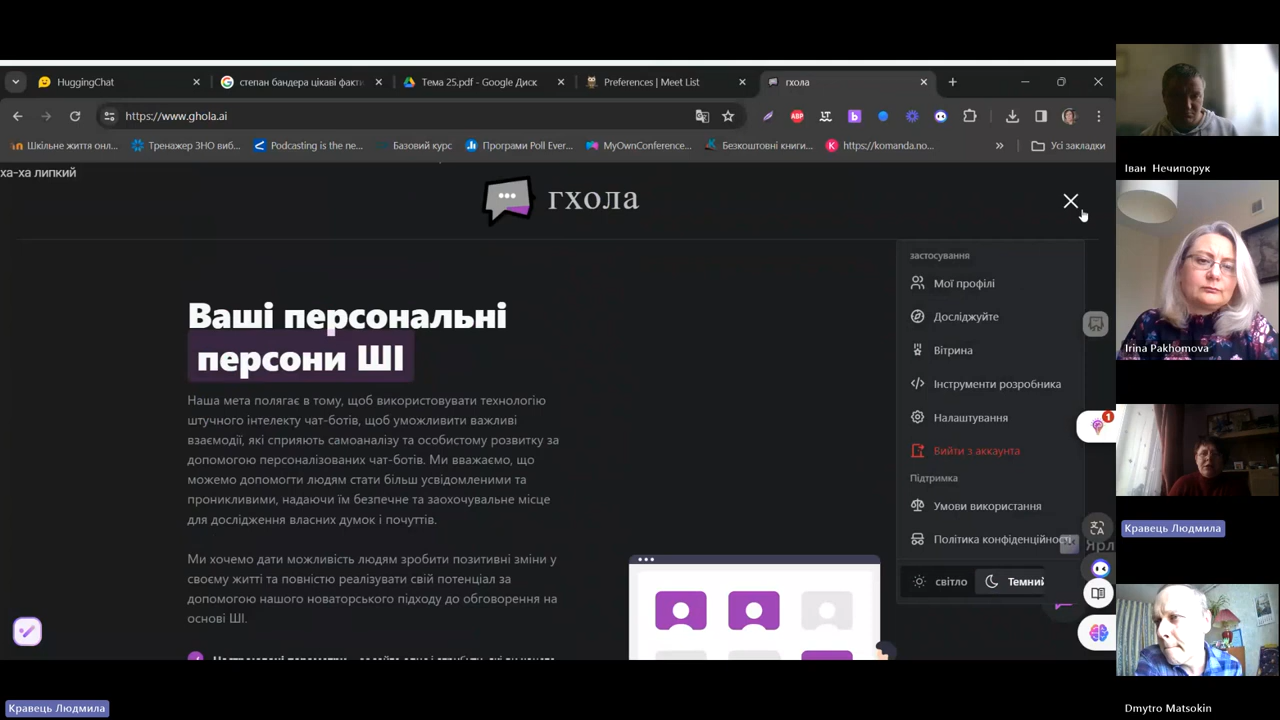 HuggingChat
степан бандера цікаві факти
Тема 25.pdf - Google Диск
Preferences | Meet List
гхола
https://www.ghola.ai
Шкільне життя онл...
Тренажер ЗНО виб...
Podcasting is the ne...
Базовий курс
Програми Poll Ever...
MyOwnConference...
Безкоштовні книги...
https://komanda.no...
»
Усі закладки
ха-ха липкий
гхола
застосування
Мої профілі
Досліджуйте
Вітрина
Інструменти розробника
Налаштування
Вийти з аккаунта
Підтримка
Умови використання
Політика конфіденційності
світло
Темний
Ваші персональні
персони ШІ
Наша мета полягає в тому, щоб використовувати технологію
штучного інтелекту чат-ботів, щоб уможливити важливі
взаємодії, які сприяють самоаналізу та особистому розвитку за
допомогою персоналізованих чат-ботів. Ми вважаємо, що
можемо допомогти людям стати більш усвідомленими та
проникливими, надаючи їм безпечне та заохочувальне місце
для дослідження власних думок і почуттів.
Ми хочемо дати можливість людям зробити позитивні зміни у
своєму житті та повністю реалізувати свій потенціал за
допомогою нашого новаторського підходу до обговорення на
основі ШІ.
1
Іван Нечипорук
Irina Pakhomova
Кравець Людмила
Dmytro Matsokin
Кравець Людмила